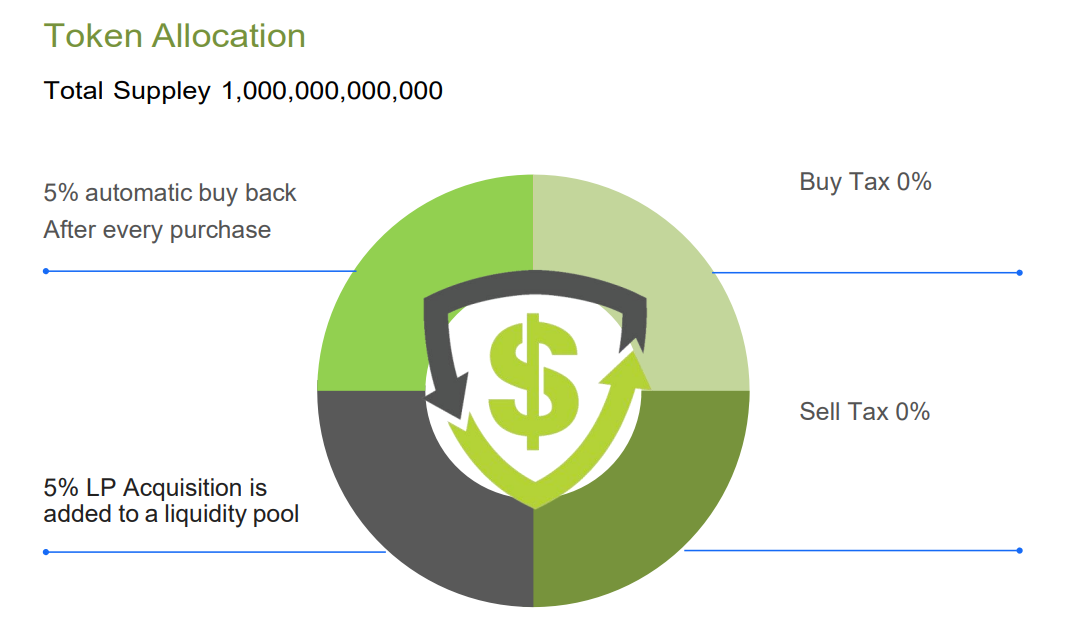 Token Allocation
Total Suppley 1,000,000,000,000
5% automatic buy back
After every purchase
Buy Tax 0%
Sell Tax 0%
5% LP Acquisition is
added to a liquidity pool
$